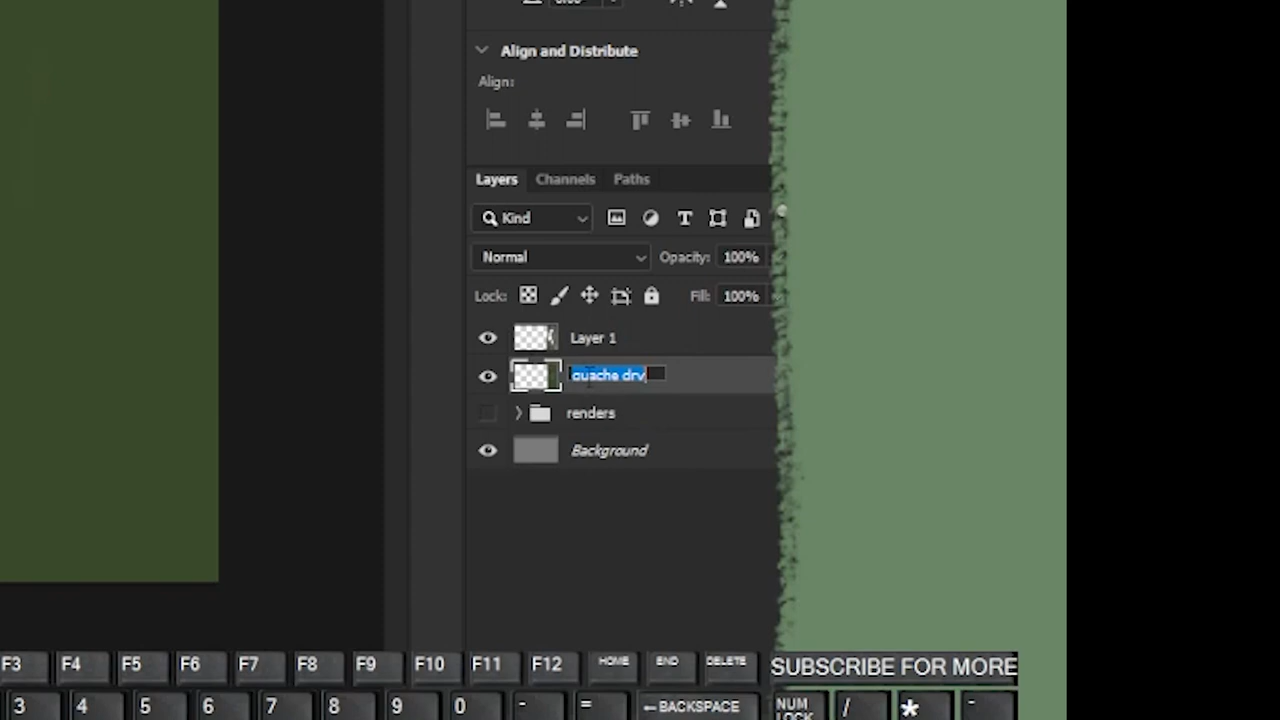 Align and Distribute
Align:
Layers Channels Paths
Kind
Normal Opacity: 100%
Lock: Fill: 100%
Layer 1
renders
Background
F3 F4 F5 F6 F7 F8 F9 F10 F11 F12 HOME END DELETE SUBSCRIBE FOR MORE
3 4 5 6 7 8 9 0 - = ←BACKSPACE NUM LOCK / * -